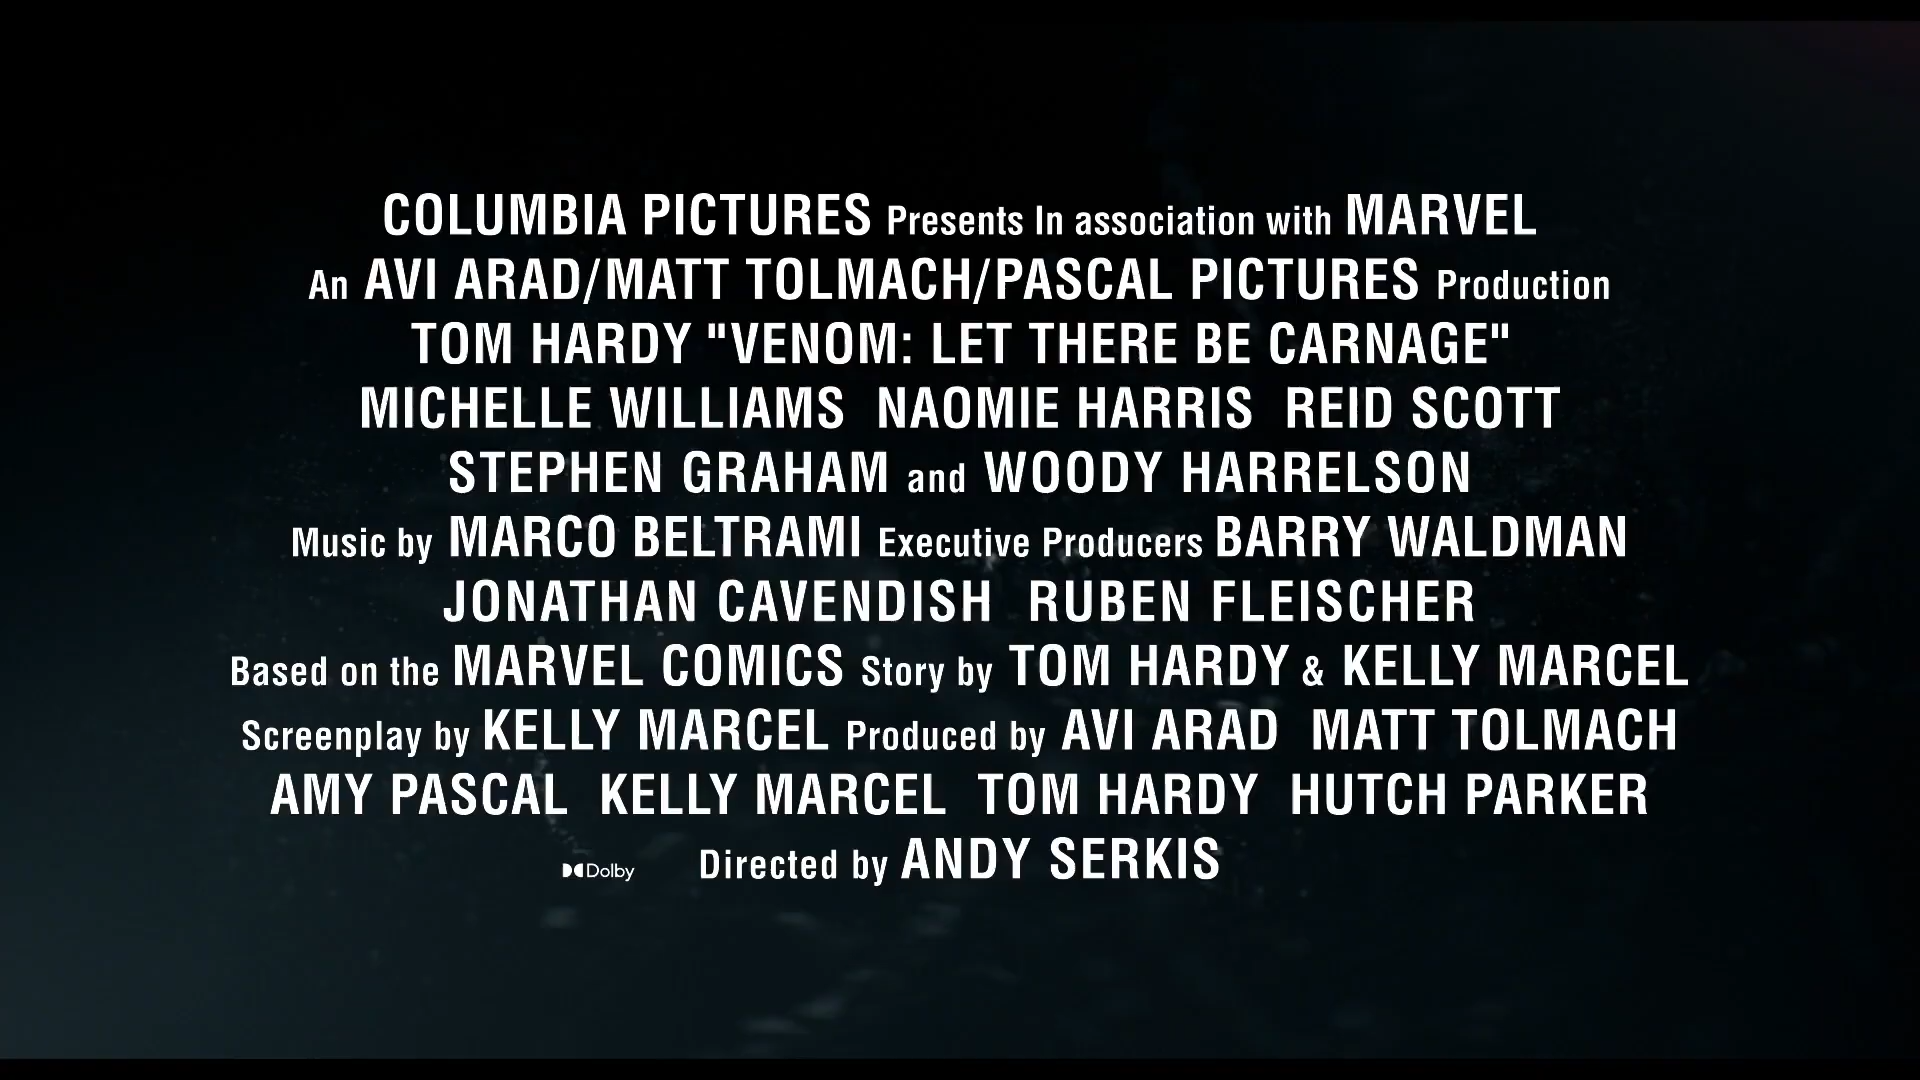 COLUMBIA PICTURES Presents In association with MARVEL
An AVI ARAD/MATT TOLMACH/PASCAL PICTURES Production
TOM HARDY "VENOM: LET THERE BE CARNAGE"
MICHELLE WILLIAMS NAOMIE HARRIS REID SCOTT
STEPHEN GRAHAM and WOODY HARRELSON
Music by MARCO BELTRAMI Executive Producers BARRY WALDMAN
JONATHAN CAVENDISH RUBEN FLEISCHER
Based on the MARVEL COMICS Story by TOM HARDY & KELLY MARCEL
Screenplay by KELLY MARCEL Produced by AVI ARAD MATT TOLMACH
AMY PASCAL KELLY MARCEL TOM HARDY HUTCH PARKER
Dolby Directed by ANDY SERKIS